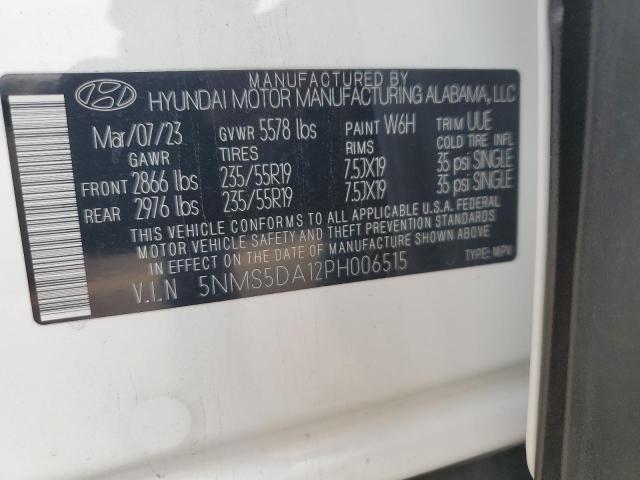 MANUFACTURED BY
HYUNDAI MOTOR MANUFACTURING ALABAMA, LLC
Mar/07/23 GVWR 5578 lbs PAINT W6H TRIM UUE
GAWR TIRES RIMS COLD TIRE INFL
FRONT 2866 lbs 235/55R19 7.5JX19 35 psi SINGLE
REAR 2976 lbs 235/55R19 7.5JX19 35 psi SINGLE
THIS VEHICLE CONFORMS TO ALL APPLICABLE U.S.A. FEDERAL
MOTOR VEHICLE SAFETY AND THEFT PREVENTION STANDARDS
IN EFFECT ON THE DATE OF MANUFACTURE SHOWN ABOVE.
V.I.N 5NMS5DA12PH006515 TYPE: MPV